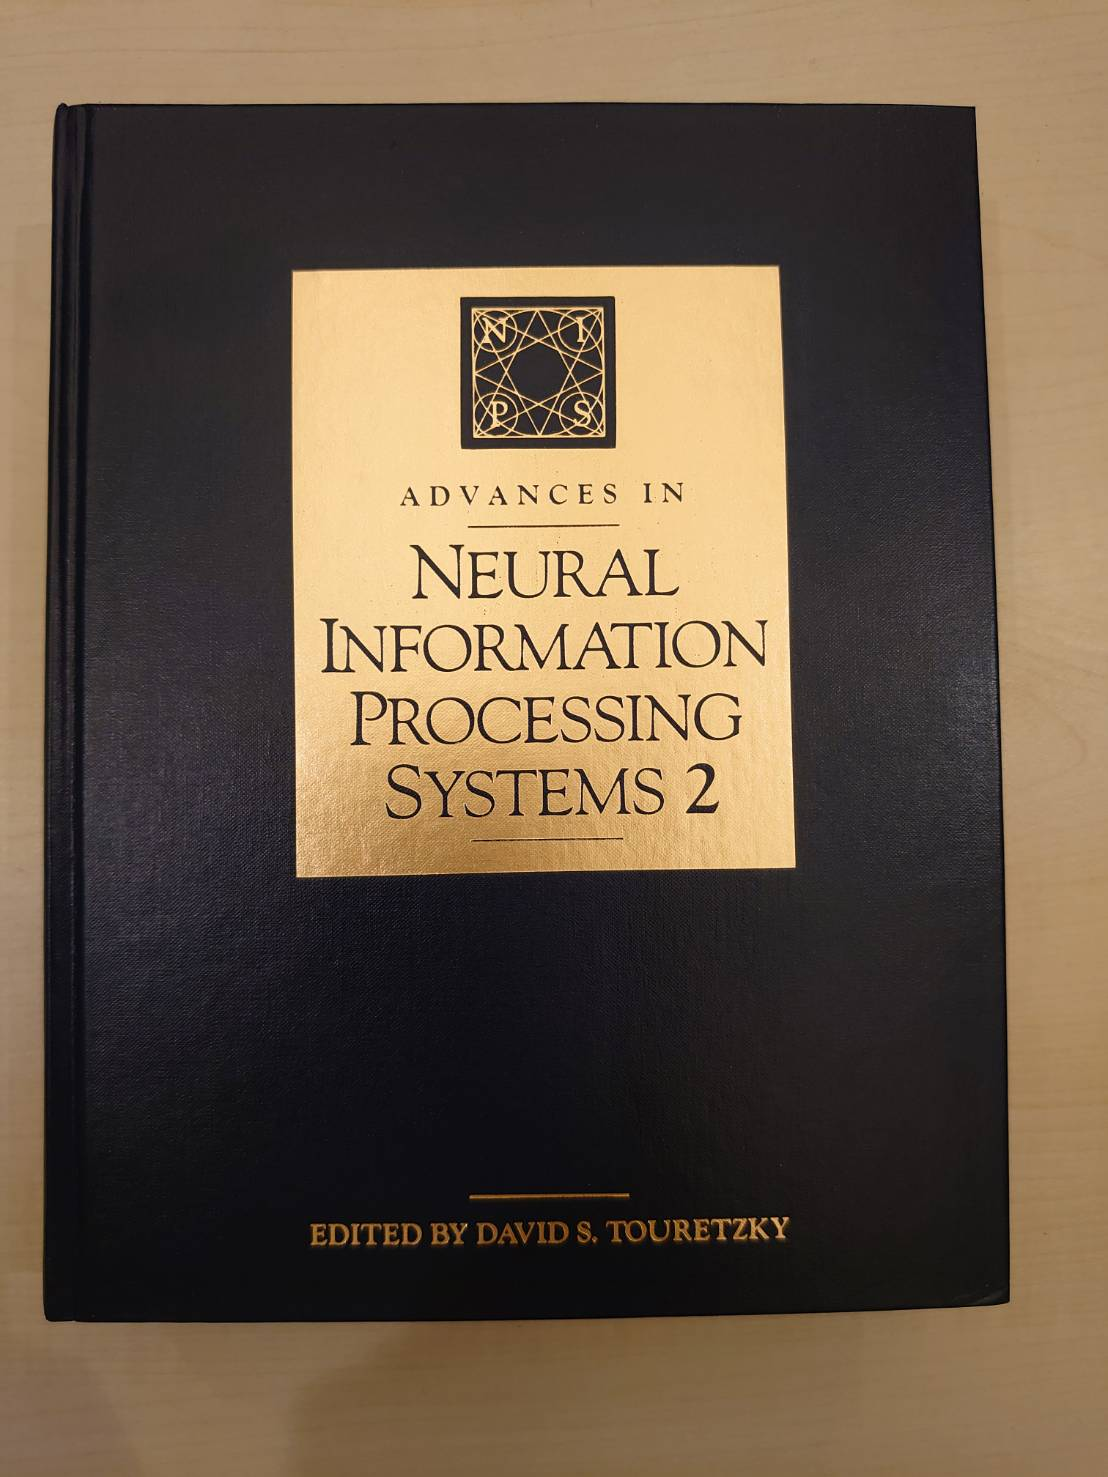 N I
P S
ADVANCES IN
NEURAL
INFORMATION
PROCESSING
SYSTEMS 2
EDITED BY DAVID S. TOURETZKY